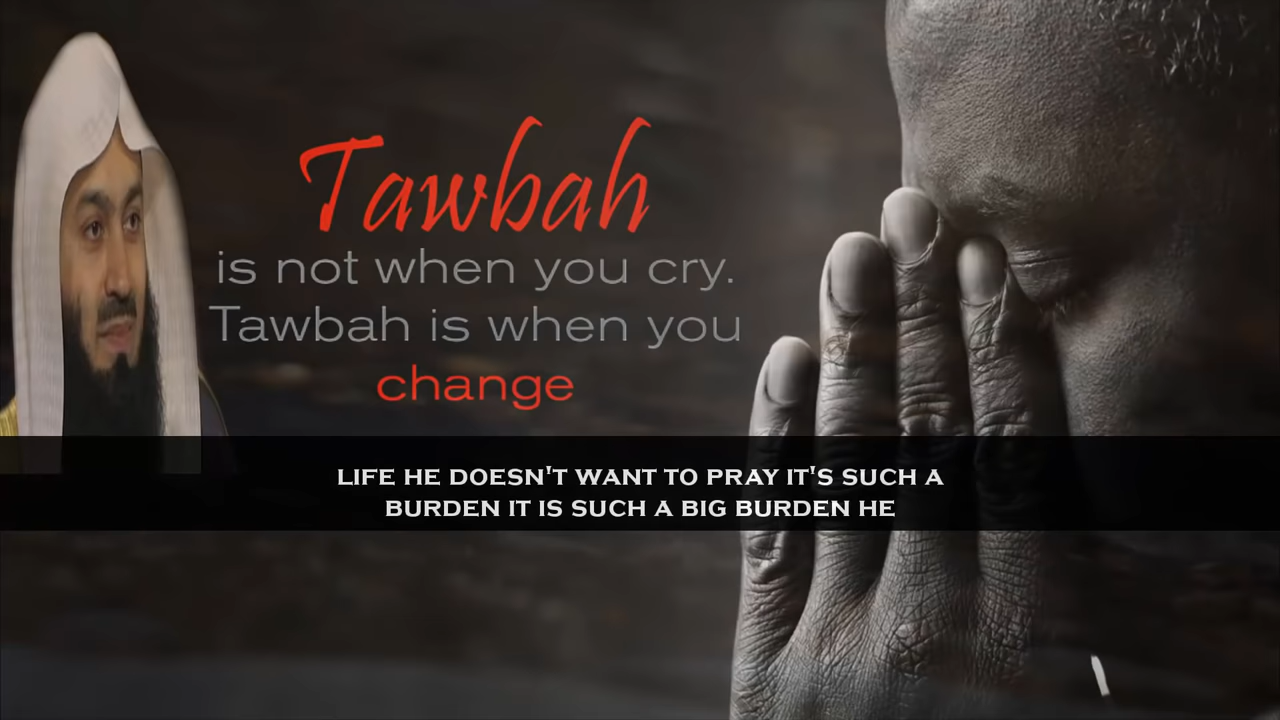 Tawbah
is not when you cry.
Tawbah is when you
change
LIFE HE DOESN'T WANT TO PRAY IT'S SUCH A
BURDEN IT IS SUCH A BIG BURDEN HE